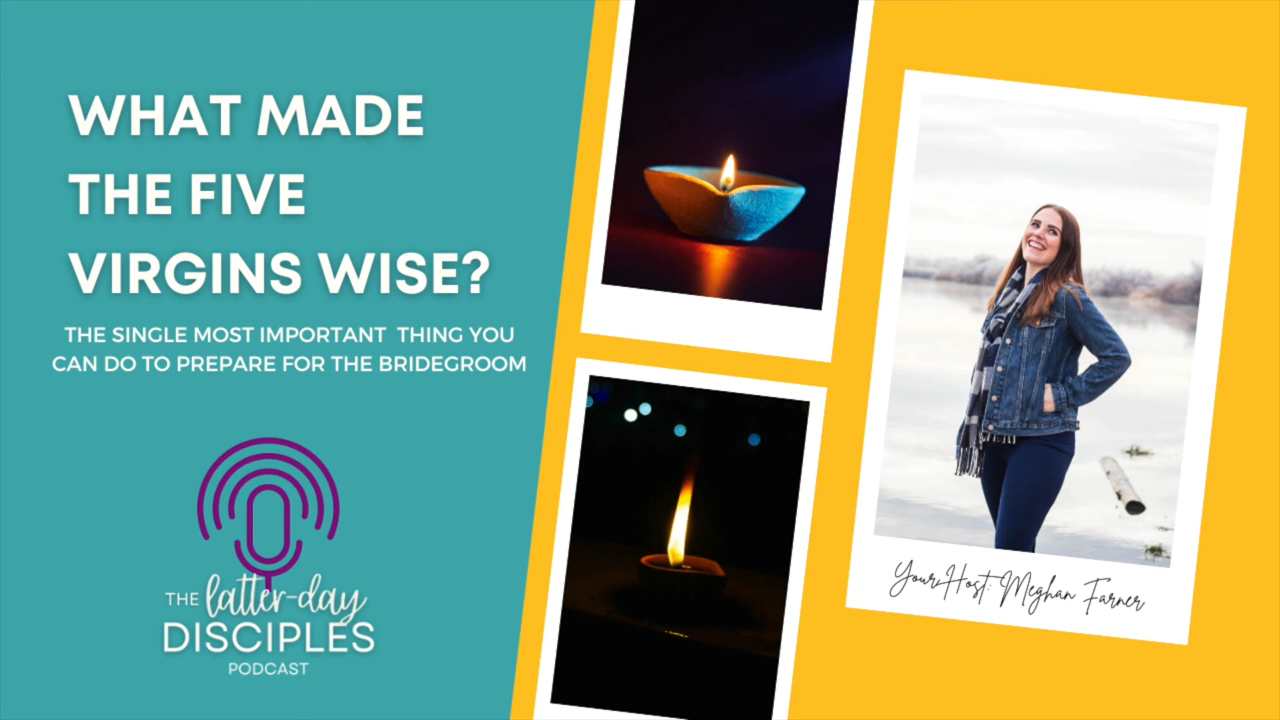 WHAT MADE
THE FIVE
VIRGINS WISE?
THE SINGLE MOST IMPORTANT THING YOU
CAN DO TO PREPARE FOR THE BRIDEGROOM
THE latter-day
DISCIPLES
PODCAST
Your Host: Meghan Farner